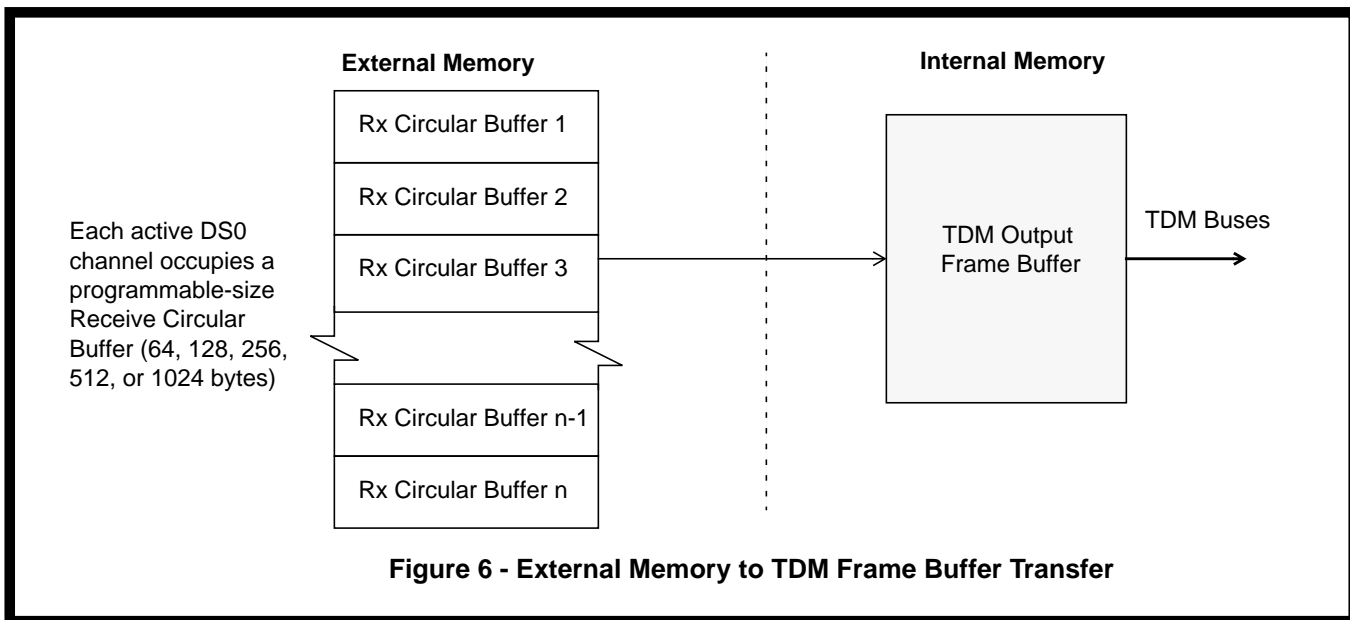 External Memory
Internal Memory
Rx Circular Buffer 1
Rx Circular Buffer 2
Rx Circular Buffer 3
Rx Circular Buffer n-1
Rx Circular Buffer n
Each active DS0
channel occupies a
programmable-size
Receive Circular
Buffer (64, 128, 256,
512, or 1024 bytes)
TDM Output
Frame Buffer
TDM Buses
Figure 6 - External Memory to TDM Frame Buffer Transfer